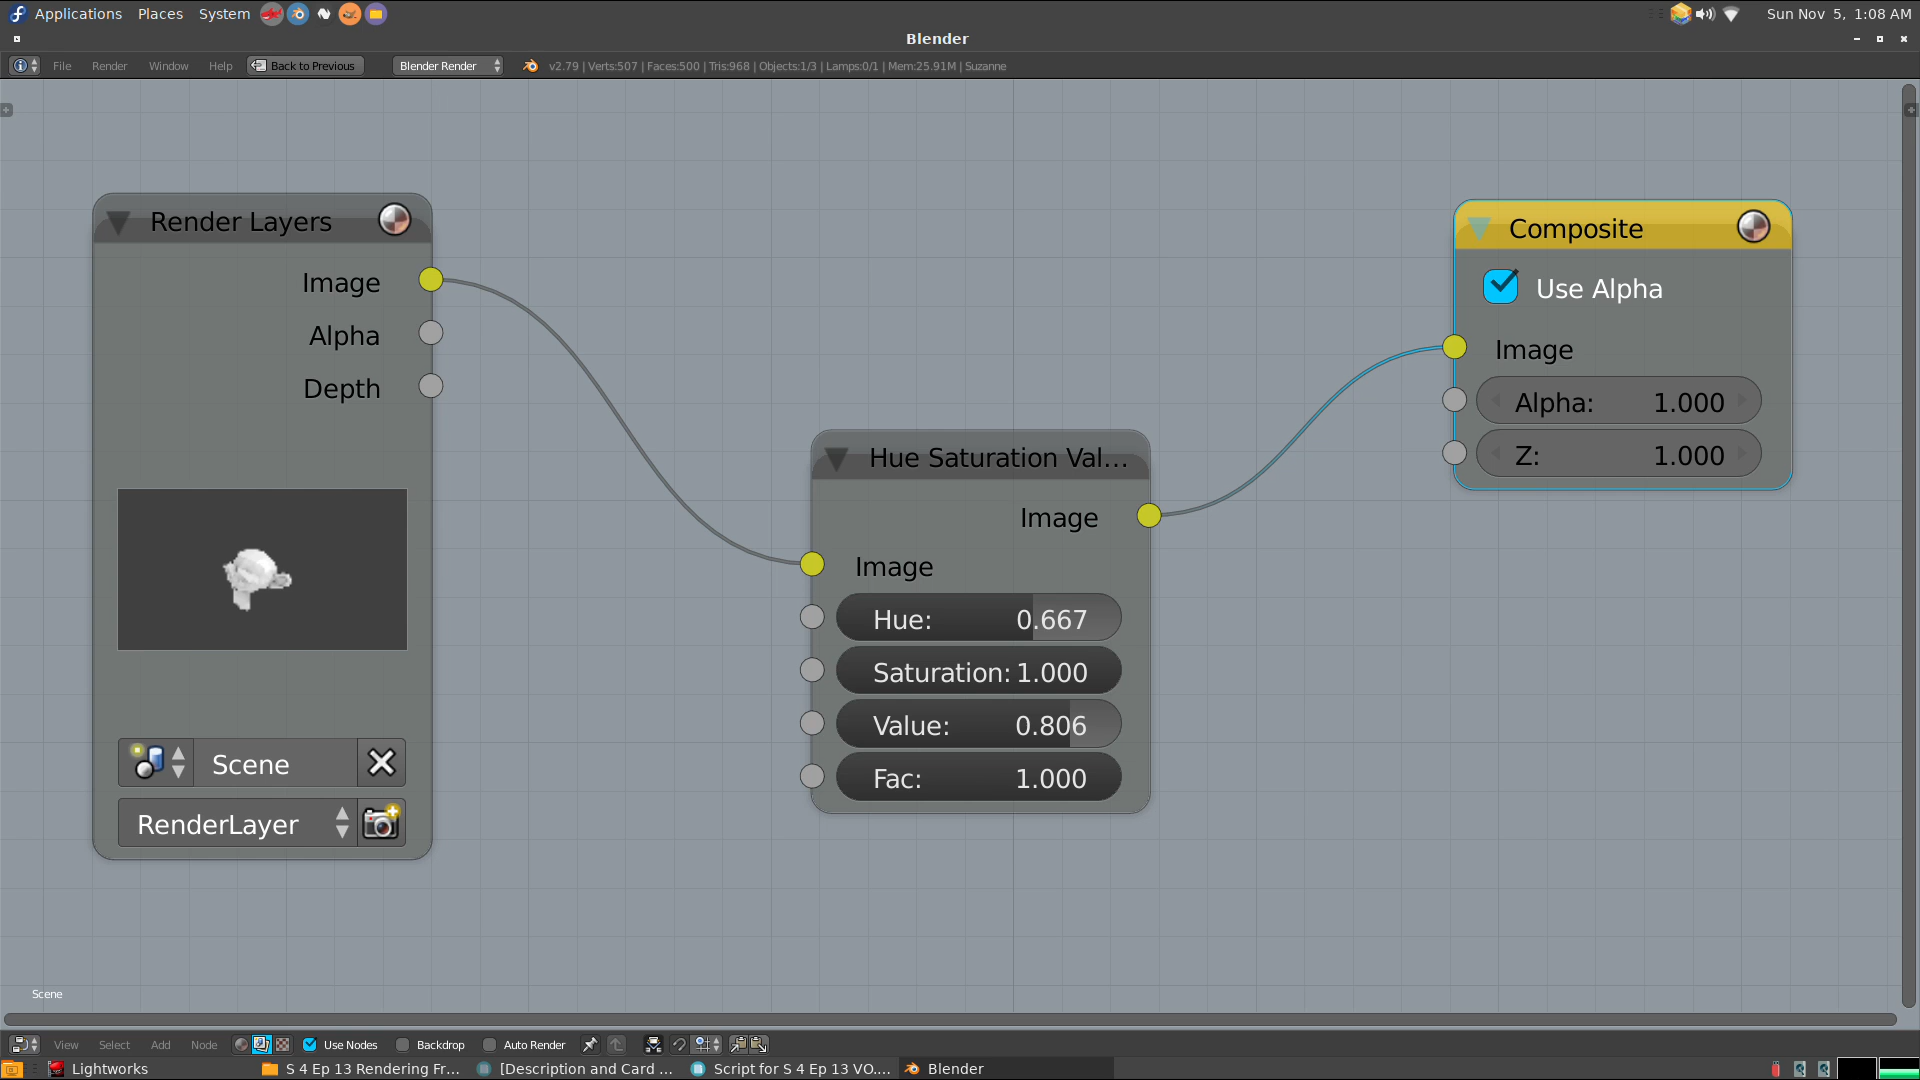 Applications Places System Sun Nov 5, 1:08 AM
Blender
File Render Window Help Back to Previous Blender Render v2.79 | Verts:507 | Faces:500 | Tris:968 | Objects:1/3 | Lamps:0/1 | Mem:25.91M | Suzanne
Render Layers
Image
Alpha
Depth
Scene
RenderLayer
Hue Saturation Val...
Image
Image
Hue: 0.667
Saturation: 1.000
Value: 0.806
Fac: 1.000
Composite
Use Alpha
Image
Alpha: 1.000
Z: 1.000
Scene
View Select Add Node Use Nodes Backdrop Auto Render
Lightworks S 4 Ep 13 Rendering Fr... [Description and Card ... Script for S 4 Ep 13 VO.... Blender